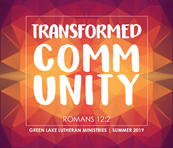 TRANSFORMED
COMM
UNITY
ROMANS 12:2
GREEN LAKE LUTHERAN MINISTRIES | SUMMER 2019